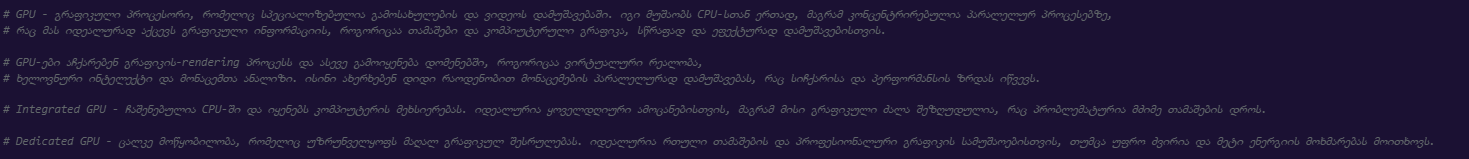 # GPU - გრაფიკული პროცესორი, რომელიც სპეციალიზებულია გამოსახულების და ვიდეოს დამუშავებაში. იგი მუშაობს CPU-სთან ერთად, მაგრამ კონცენტრირებულია პარალელურ პროცესებზე,
# რაც მას იდეალურად აქცევს გრაფიკული ინფორმაციის, როგორიცაა თამაშები და კომპიუტერული გრაფიკა, სწრაფად და ეფექტურად დამუშავებისთვის.
# GPU-ები აჩქარებენ გრაფიკის-rendering პროცესს და ასევე გამოიყენება დომენებში, როგორიცაა ვირტუალური რეალობა,
# ხელოვნური ინტელექტი და მონაცემთა ანალიზი. ისინი ახერხებენ დიდი რაოდენობით მონაცემების პარალელურად დამუშავებას, რაც სიჩქარისა და პერფორმანსის ზრდას იწვევს.
# Integrated GPU - ჩაშენებულია CPU-ში და იყენებს კომპიუტერის მეხსიერებას. იდეალურია ყოველდღიური ამოცანებისთვის, მაგრამ მისი გრაფიკული ძალა შეზღუდულია, რაც პრობლემატურია მძიმე თამაშების დროს.
# Dedicated GPU - ცალკე მოწყობილობა, რომელიც უზრუნველყოფს მაღალ გრაფიკულ შესრულებას. იდეალურია რთული თამაშების და პროფესიონალური გრაფიკის სამუშაოებისთვის, თუმცა უფრო ძვირია და მეტი ენერგიის მოხმარებას მოითხოვს.